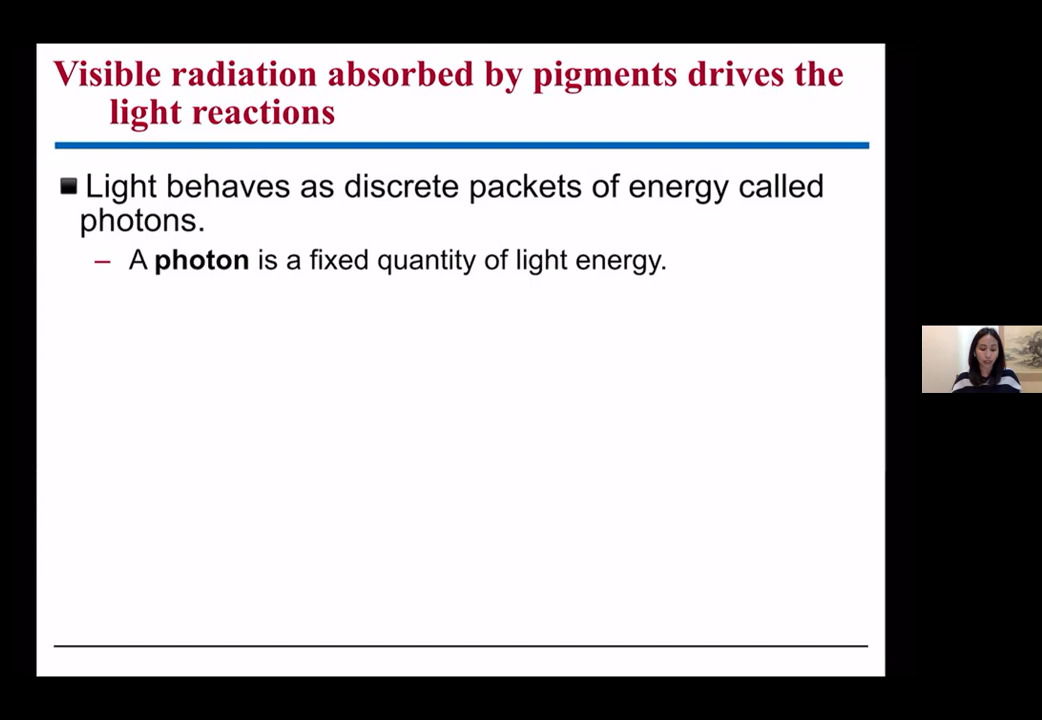 Visible radiation absorbed by pigments drives the
light reactions
Light behaves as discrete packets of energy called
photons.
– A photon is a fixed quantity of light energy.